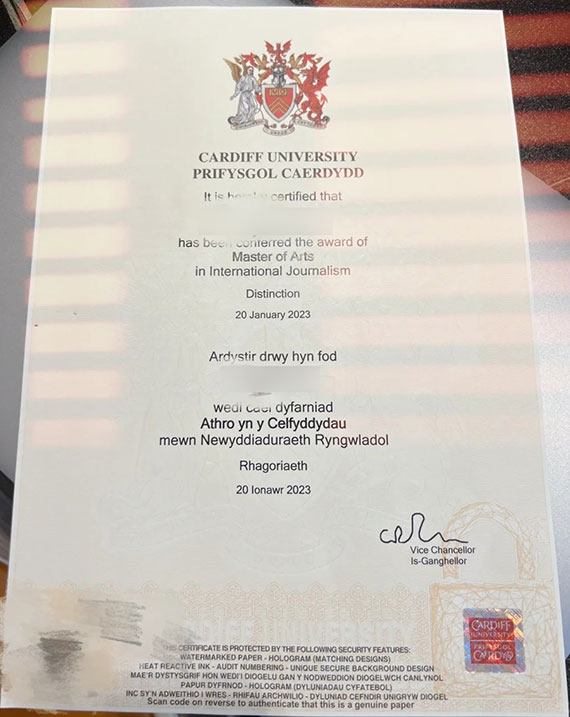 CARDIFF UNIVERSITY
PRIFYSGOL CAERDYDD
It is hereby certified that
has been conferred the award of
Master of Arts
in International Journalism
Distinction
20 January 2023
Ardystir drwy hyn fod
wedi cael dyfarniad
Athro yn y Celfyddydau
mewn Newyddiaduraeth Ryngwladol
Rhagoriaeth
20 Ionawr 2023
Vice Chancellor
Is-Ganghellor
CARDIFF
UNIVERSITY
PRIFYSGOL
CAERDYDD
THIS CERTIFICATE IS PROTECTED BY THE FOLLOWING SECURITY FEATURES:
WATERMARKED PAPER - HOLOGRAM (MATCHING DESIGNS)
HEAT REACTIVE INK - AUDIT NUMBERING - UNIQUE SECURE BACKGROUND DESIGN
MAE'R DYSTYSGRIF HON WEDI'I DIOGELU GAN Y NODWEDDION DIOGELWCH CANLYNOL
PAPUR DYFRNOD - HOLOGRAM (DYLUNIADAU CYFATEBOL)
INC SY'N ADWEITHIO I WRES - RHIFAU ARCHWILIO - DYLUNIAD CEFNDIR UNIGRYW DIOGEL
Scan code on reverse to authenticate that this is a genuine paper